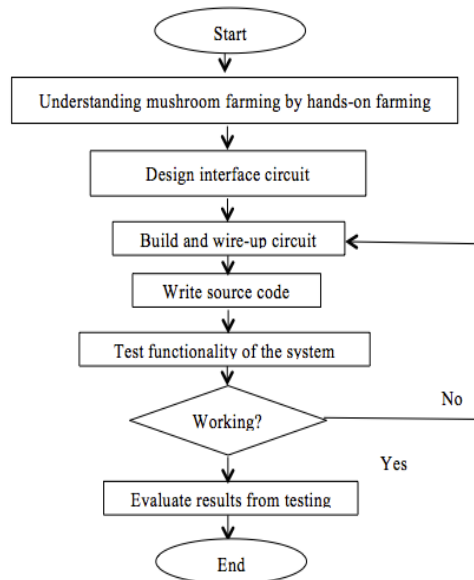 Start
Understanding mushroom farming by hands-on farming
Design interface circuit
Build and wire-up circuit
Write source code
Test functionality of the system
No
Working?
Yes
Evaluate results from testing
End